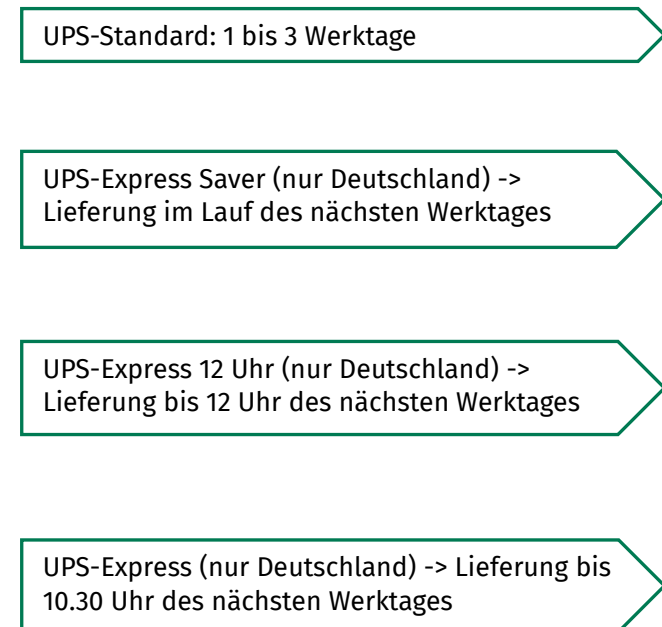 UPS-Standard: 1 bis 3 Werktage
UPS-Express Saver (nur Deutschland) ->
Lieferung im Lauf des nächsten Werktages
UPS-Express 12 Uhr (nur Deutschland) ->
Lieferung bis 12 Uhr des nächsten Werktages
UPS-Express (nur Deutschland) -> Lieferung bis
10.30 Uhr des nächsten Werktages